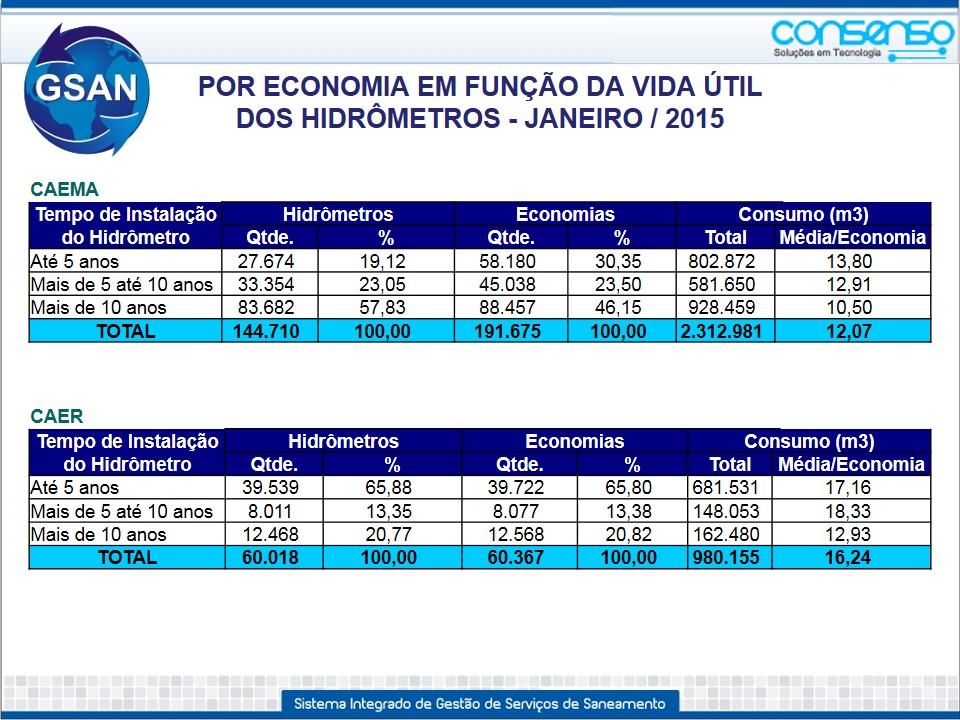 consenso
Soluções em Tecnologia
GSAN
POR ECONOMIA EM FUNÇÃO DA VIDA ÚTIL
DOS HIDRÔMETROS - JANEIRO / 2015
CAEMA
Tempo de Instalação Hidrômetros Economias Consumo (m3)
do Hidrômetro Qtde. % Qtde. % Total Média/Economia
Até 5 anos 27.674 19,12 58.180 30,35 802.872 13,80
Mais de 5 até 10 anos 33.354 23,05 45.038 23,50 581.650 12,91
Mais de 10 anos 83.682 57,83 88.457 46,15 928.459 10,50
TOTAL 144.710 100,00 191.675 100,00 2.312.981 12,07
CAER
Tempo de Instalação Hidrômetros Economias Consumo (m3)
do Hidrômetro Qtde. % Qtde. % Total Média/Economia
Até 5 anos 39.539 65,88 39.722 65,80 681.531 17,16
Mais de 5 até 10 anos 8.011 13,35 8.077 13,38 148.053 18,33
Mais de 10 anos 12.468 20,77 12.568 20,82 162.480 12,93
TOTAL 60.018 100,00 60.367 100,00 980.155 16,24
Sistema Integrado de Gestão de Serviços de Saneamento